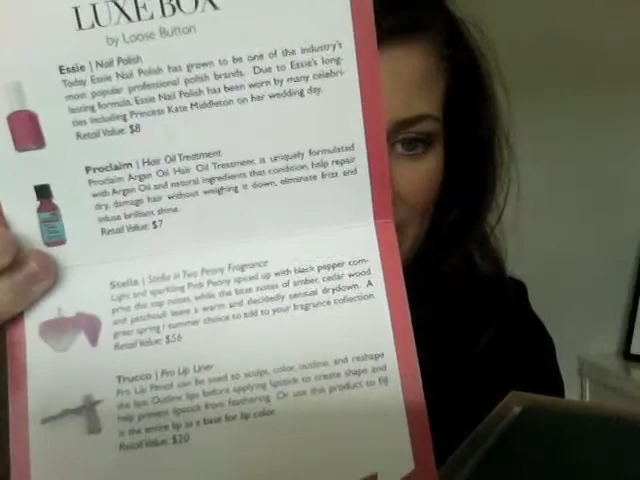 LUXE BOX
by Loose Button
Essie | Nail Polish
Today Essie Nail Polish has grown to be one of the industry's
most popular professional polish brands. Due to Essie's long-
lasting formula, Essie Nail Polish has been worn by many celebri-
ties including Princess Kate Middleton on her wedding day.
Retail Value: $8
Proclaim | Hair Oil Treatment
Proclaim Argan Oil Hair Oil Treatment is uniquely formulated
with Argan Oil and natural ingredients that condition, help repair
dry, damage hair without weighing it down, eliminate frizz and
infuse brilliant shine.
Retail Value: $7
Stella | Stella in Two Peony Fragrance
Light and sparkling Pink Peony spiced up with black pepper com-
prise the top notes, while the base notes of amber, cedar wood
and patchouli leave a warm and decidedly sensual drydown. A
great spring / summer choice to add to your fragrance collection.
Retail Value: $56
Trucco | Pro Lip Liner
Pro Lip Pencil can be used to sculpt, color, outline, and reshape
the lips. Outline lips before applying lipstick to create shape and
help prevent lipstick from feathering. Or use this product to fill
in the entire lip as a base for lip color.
Retail Value: $20